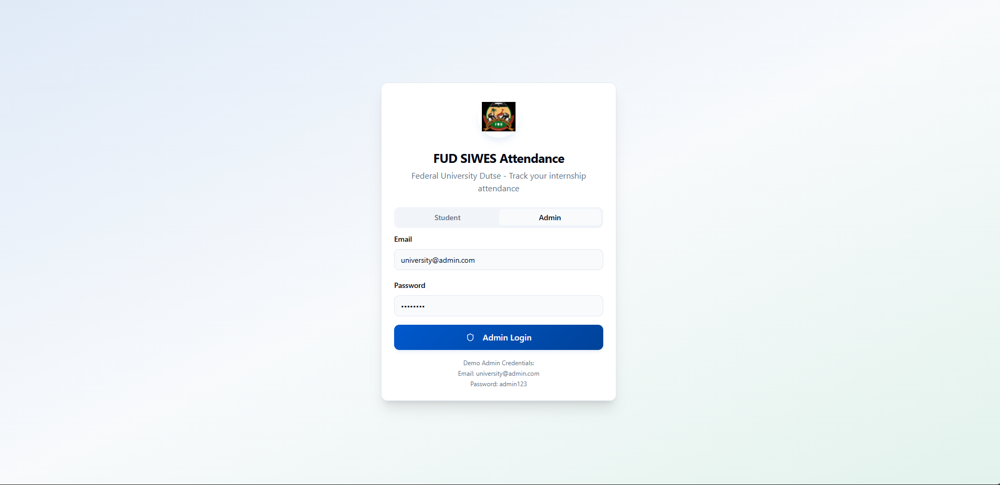 FUD
FUD SIWES Attendance
Federal University Dutse - Track your internship
attendance
Student
Admin
Email
university@admin.com
Password
••••••••
Admin Login
Demo Admin Credentials:
Email: university@admin.com
Password: admin123